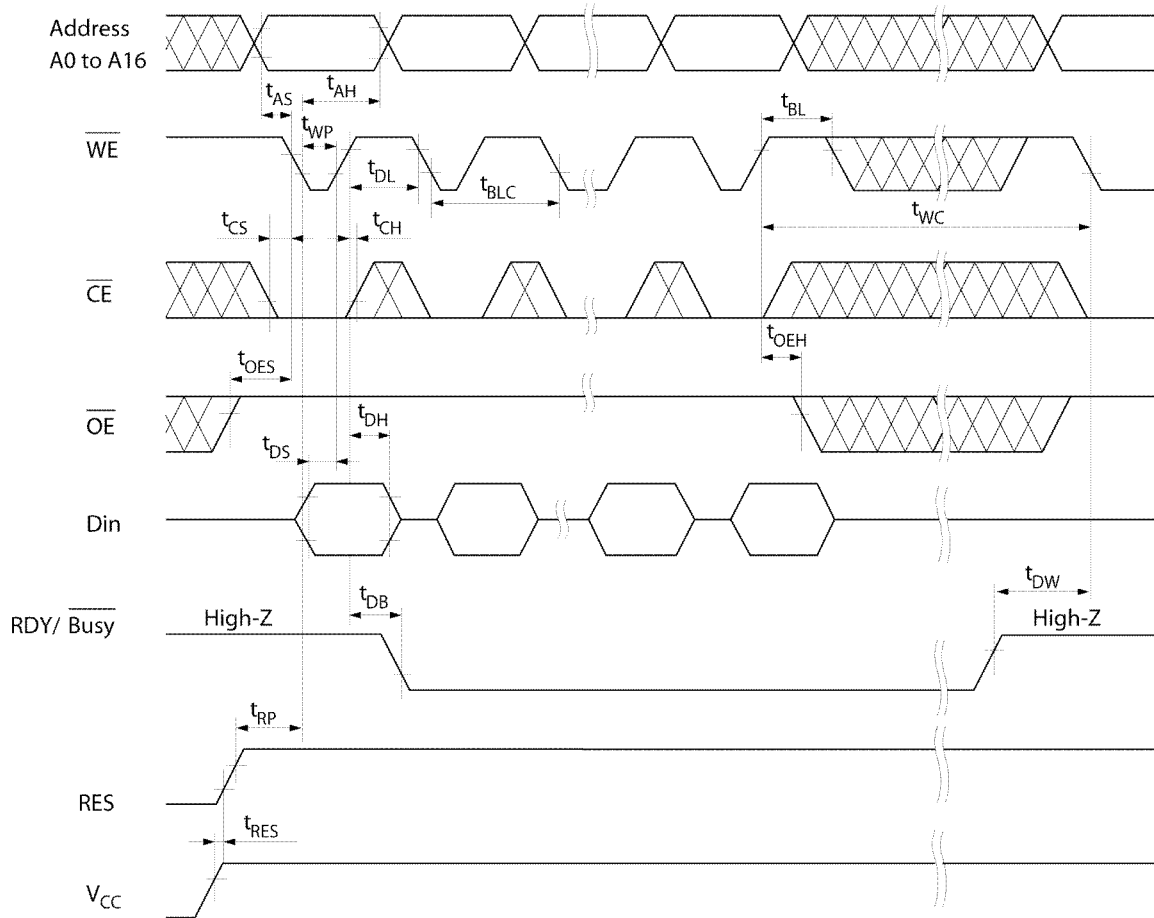 Address
A0 to A16
tAS
tAH
tWP
tBL
WE
tDL
tBLC
tWC
tCS
tCH
CE
tOES
tOEH
OE
tDH
tDS
Din
tDB
tDW
RDY/ Busy
High-Z
High-Z
tRP
RES
tRES
VCC